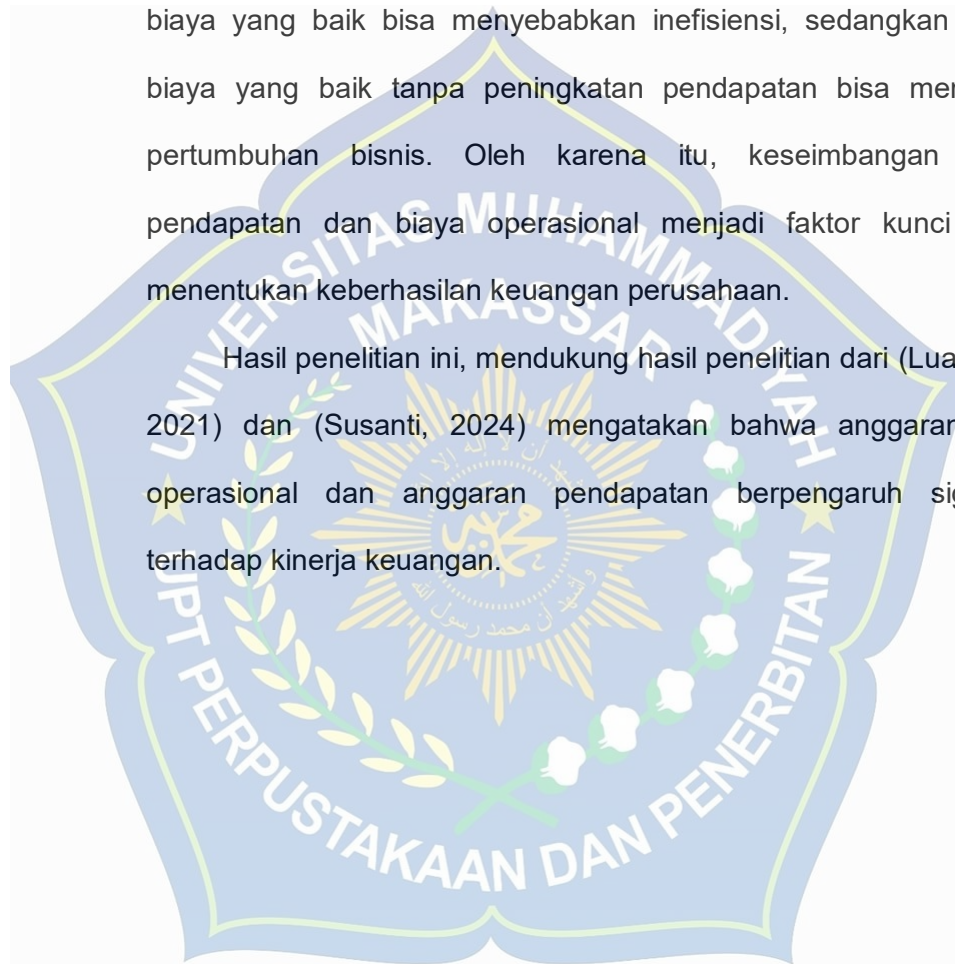 biaya yang baik bisa menyebabkan inefisiensi, sedangkan
biaya yang baik tanpa peningkatan pendapatan bisa
pertumbuhan bisnis. Oleh karena itu, keseimbangan
pendapatan dan biaya operasional menjadi faktor kunci
menentukan keberhasilan keuangan perusahaan.
Hasil penelitian ini, mendukung hasil penelitian dari
2021) dan (Susanti, 2024) mengatakan bahwa anggaran
operasional dan anggaran pendapatan berpengaruh
terhadap kinerja keuangan.
UNIVERSITAS MUHAMMADIYAH
MAKASSAR
UPT PERPUSTAKAAN DAN PENERBITAN